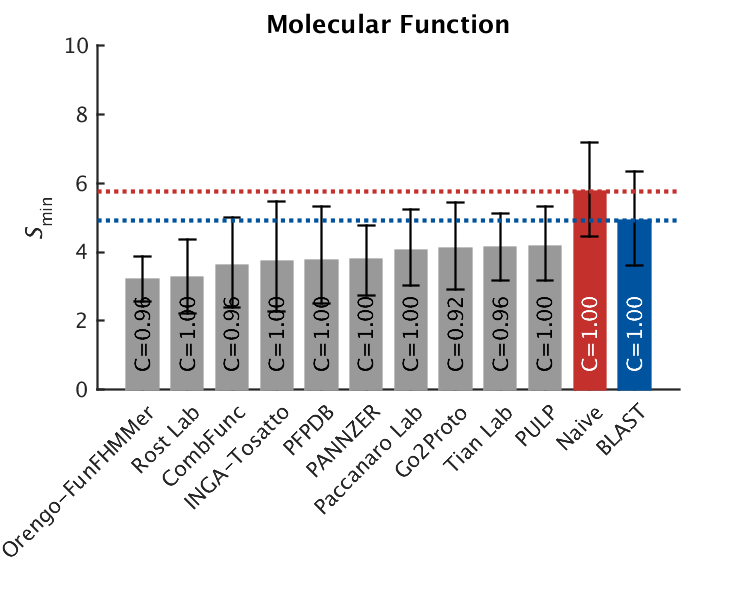 Molecular Function
10
8
6
4
2
0
Smin
C=0.96
C=1.00
C=0.96
C=1.00
C=1.00
C=1.00
C=1.00
C=0.92
C=0.96
C=1.00
C=1.00
C=1.00
Orengo-FunFHMMer
Rost Lab
CombFunc
INGA-Tosatto
PFPDB
PANNZER
Paccanaro Lab
Go2Proto
Tian Lab
PULP
Naive
BLAST